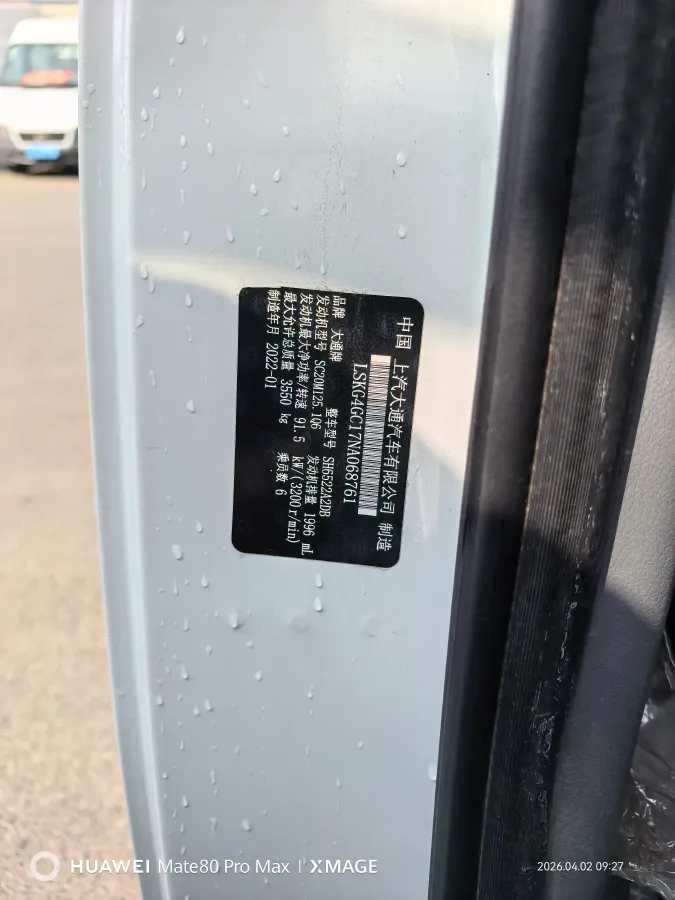 中国 上汽大通汽车有限公司 制造
LSKG4GC17NA068761
品牌 大通牌 整车型号 SH6522A2DB
发动机型号 SC20M125.1Q6 发动机排量 1996 mL
发动机最大净功率/转速 91.5 kW/(3200r/min)
最大允许总质量 3550 kg 乘员数 6
制造年月 2022-01
HUAWEI Mate80 Pro Max | XMAGE
2026.04.02 09:27